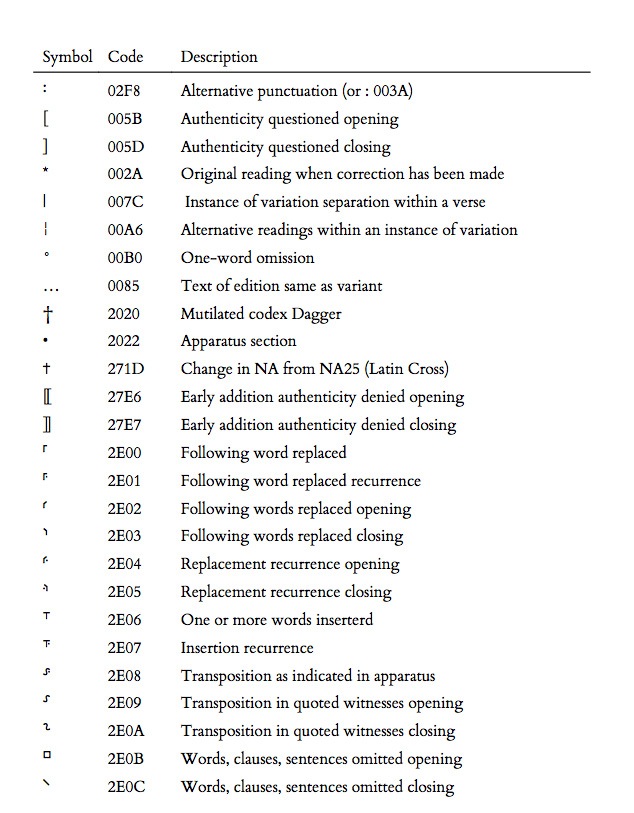 Symbol Code Description
˸ 02F8 Alternative punctuation (or : 003A)
[ 005B Authenticity questioned opening
] 005D Authenticity questioned closing
* 002A Original reading when correction has been made
| 007C Instance of variation separation within a verse
¦ 00A6 Alternative readings within an instance of variation
° 00B0 One-word omission
… 0085 Text of edition same as variant
† 2020 Mutilated codex Dagger
• 2022 Apparatus section
✝ 271D Change in NA from NA25 (Latin Cross)
⟦ 27E6 Early addition authenticity denied opening
⟧ 27E7 Early addition authenticity denied closing
⸀ 2E00 Following word replaced
⸁ 2E01 Following word replaced recurrence
⸂ 2E02 Following words replaced opening
⸃ 2E03 Following words replaced closing
⸄ 2E04 Replacement recurrence opening
⸅ 2E05 Replacement recurrence closing
⸆ 2E06 One or more words inserterd
⸇ 2E07 Insertion recurrence
⸈ 2E08 Transposition as indicated in apparatus
⸉ 2E09 Transposition in quoted witnesses opening
⸊ 2E0A Transposition in quoted witnesses closing
⸋ 2E0B Words, clauses, sentences omitted opening
⸌ 2E0C Words, clauses, sentences omitted closing